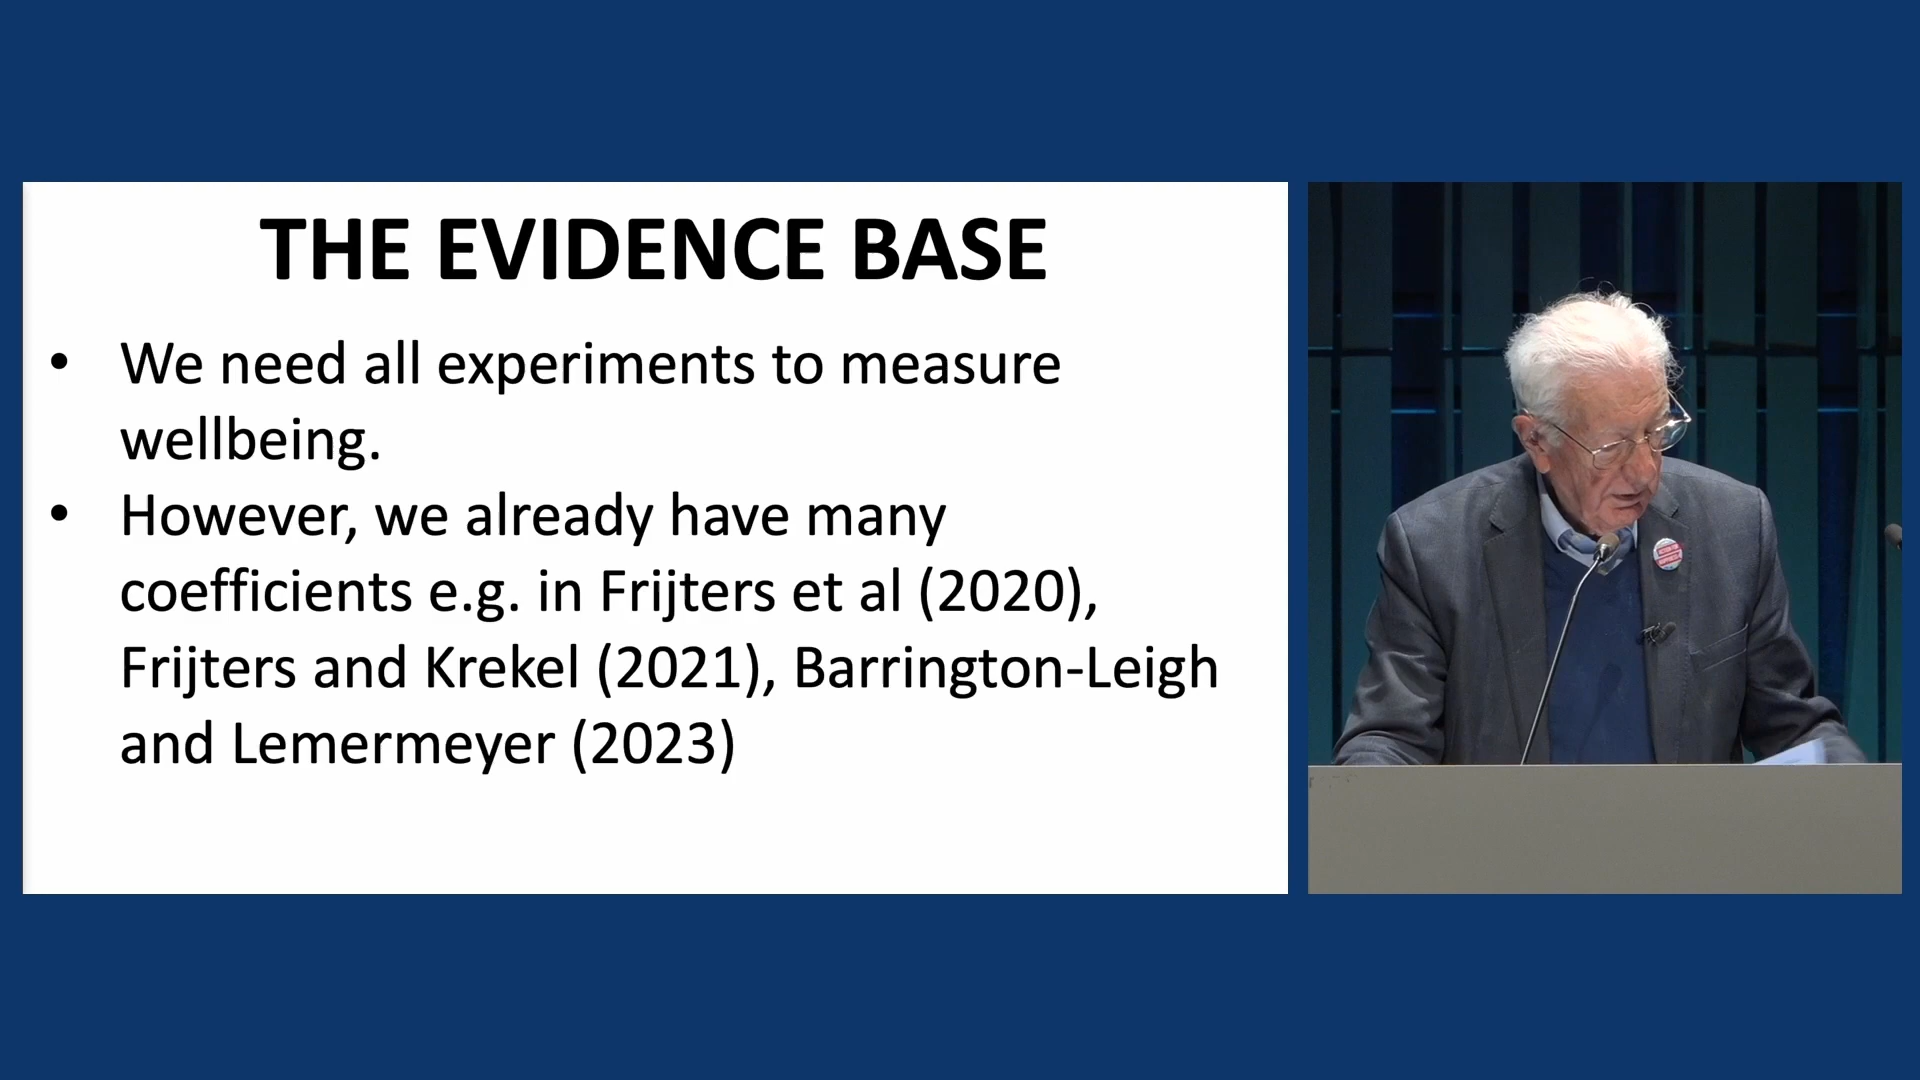 THE EVIDENCE BASE
• We need all experiments to measure
wellbeing.
• However, we already have many
coefficients e.g. in Frijters et al (2020),
Frijters and Krekel (2021), Barrington-Leigh
and Lemermeyer (2023)